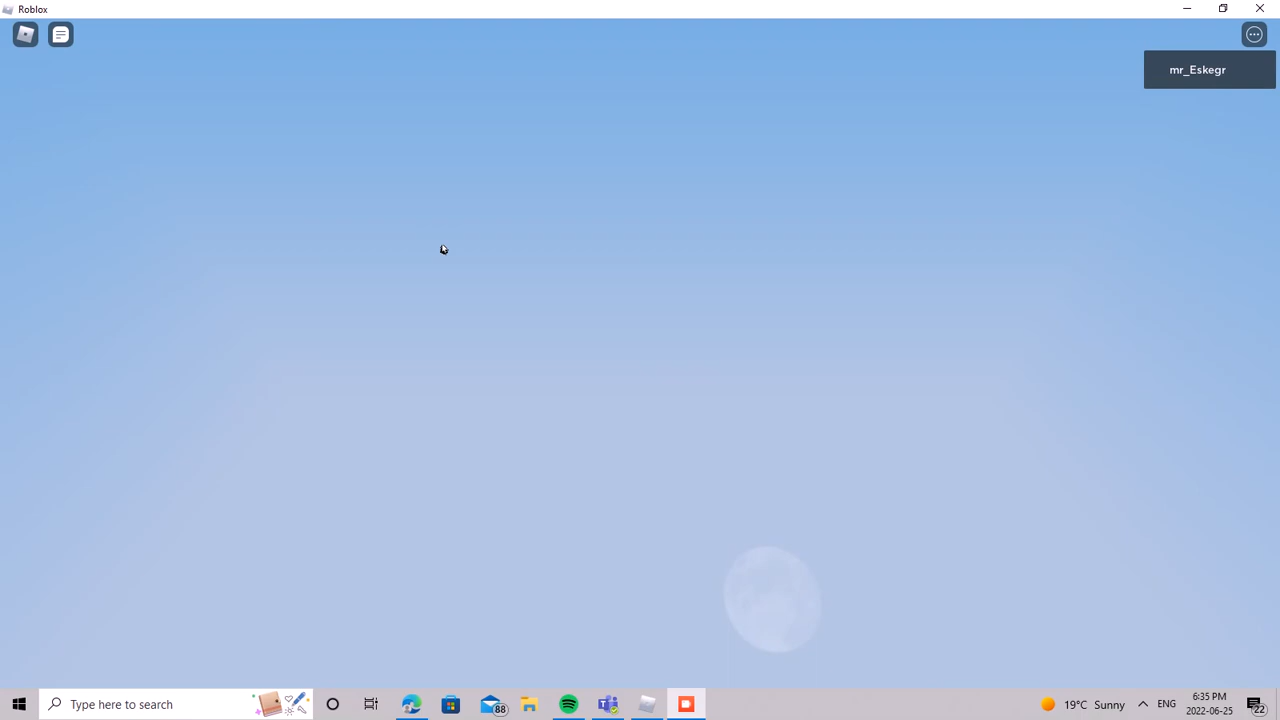 Roblox
mr_Eskegr
Type here to search
88
19°C Sunny
ENG
6:35 PM
2022-06-25
22